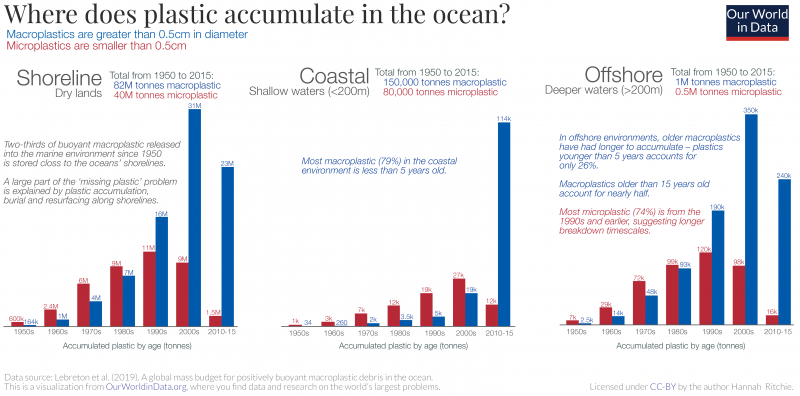 Where does plastic accumulate in the ocean?
Macroplastics are greater than 0.5cm in diameter
Microplastics are smaller than 0.5cm
Our World
in Data
Shoreline
Dry lands
Total from 1950 to 2015:
82M tonnes macroplastic
40M tonnes microplastic
Two-thirds of buoyant macroplastic released
into the marine environment since 1950
is stored closs to the oceans' shorelines.
A large part of the 'missing plastic' problem
is explained by plastic accumulation,
burial and resurfacing along shorelines.
600k 64k
2.4M 1M
6M 4M
9M 7M
11M 16M
9M 31M
1.5M 23M
1950s 1960s 1970s 1980s 1990s 2000s 2010-15
Accumulated plastic by age (tonnes)
Coastal
Shallow waters (<200m)
Total from 1950 to 2015:
150,000 tonnes macroplastic
80,000 tonnes microplastic
Most macroplastic (79%) in the coastal
environment is less than 5 years old.
1k 34
3k 260
7k 2k
12k 3.5k
19k 5k
27k 19k
12k 114k
1950s 1960s 1970s 1980s 1990s 2000s 2010-15
Accumulated plastic by age (tonnes)
Offshore
Deeper waters (>200m)
Total from 1950 to 2015:
1M tonnes macroplastic
0.5M tonnes microplastic
In offshore environments, older macroplastics
have had longer to accumulate – plastics
younger than 5 years accounts for
only 26%.
Macroplastics older than 15 years old
account for nearly half.
Most microplastic (74%) is from the
1990s and earlier, suggesting longer
breakdown timescales.
7k 2.5k
29k 14k
72k 48k
99k 93k
120k 190k
98k 350k
16k 240k
1950s 1960s 1970s 1980s 1990s 2000s 2010-15
Accumulated plastic by age (tonnes)
Data source: Lebreton et al. (2019). A global mass budget for positively buoyant macroplastic debris in the ocean.
This is a visualization from OurWorldinData.org, where you find data and research on the world's largest problems.
Licensed under CC-BY by the author Hannah Ritchie.